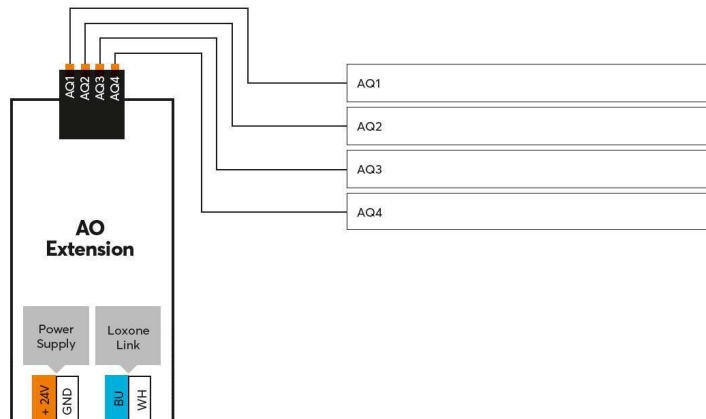 AQ1
AQ2
AQ3
AQ4
AQ1
AQ2
AQ3
AQ4
AO
Extension
Power
Supply
Loxone
Link
+ 24V
GND
BU
WH